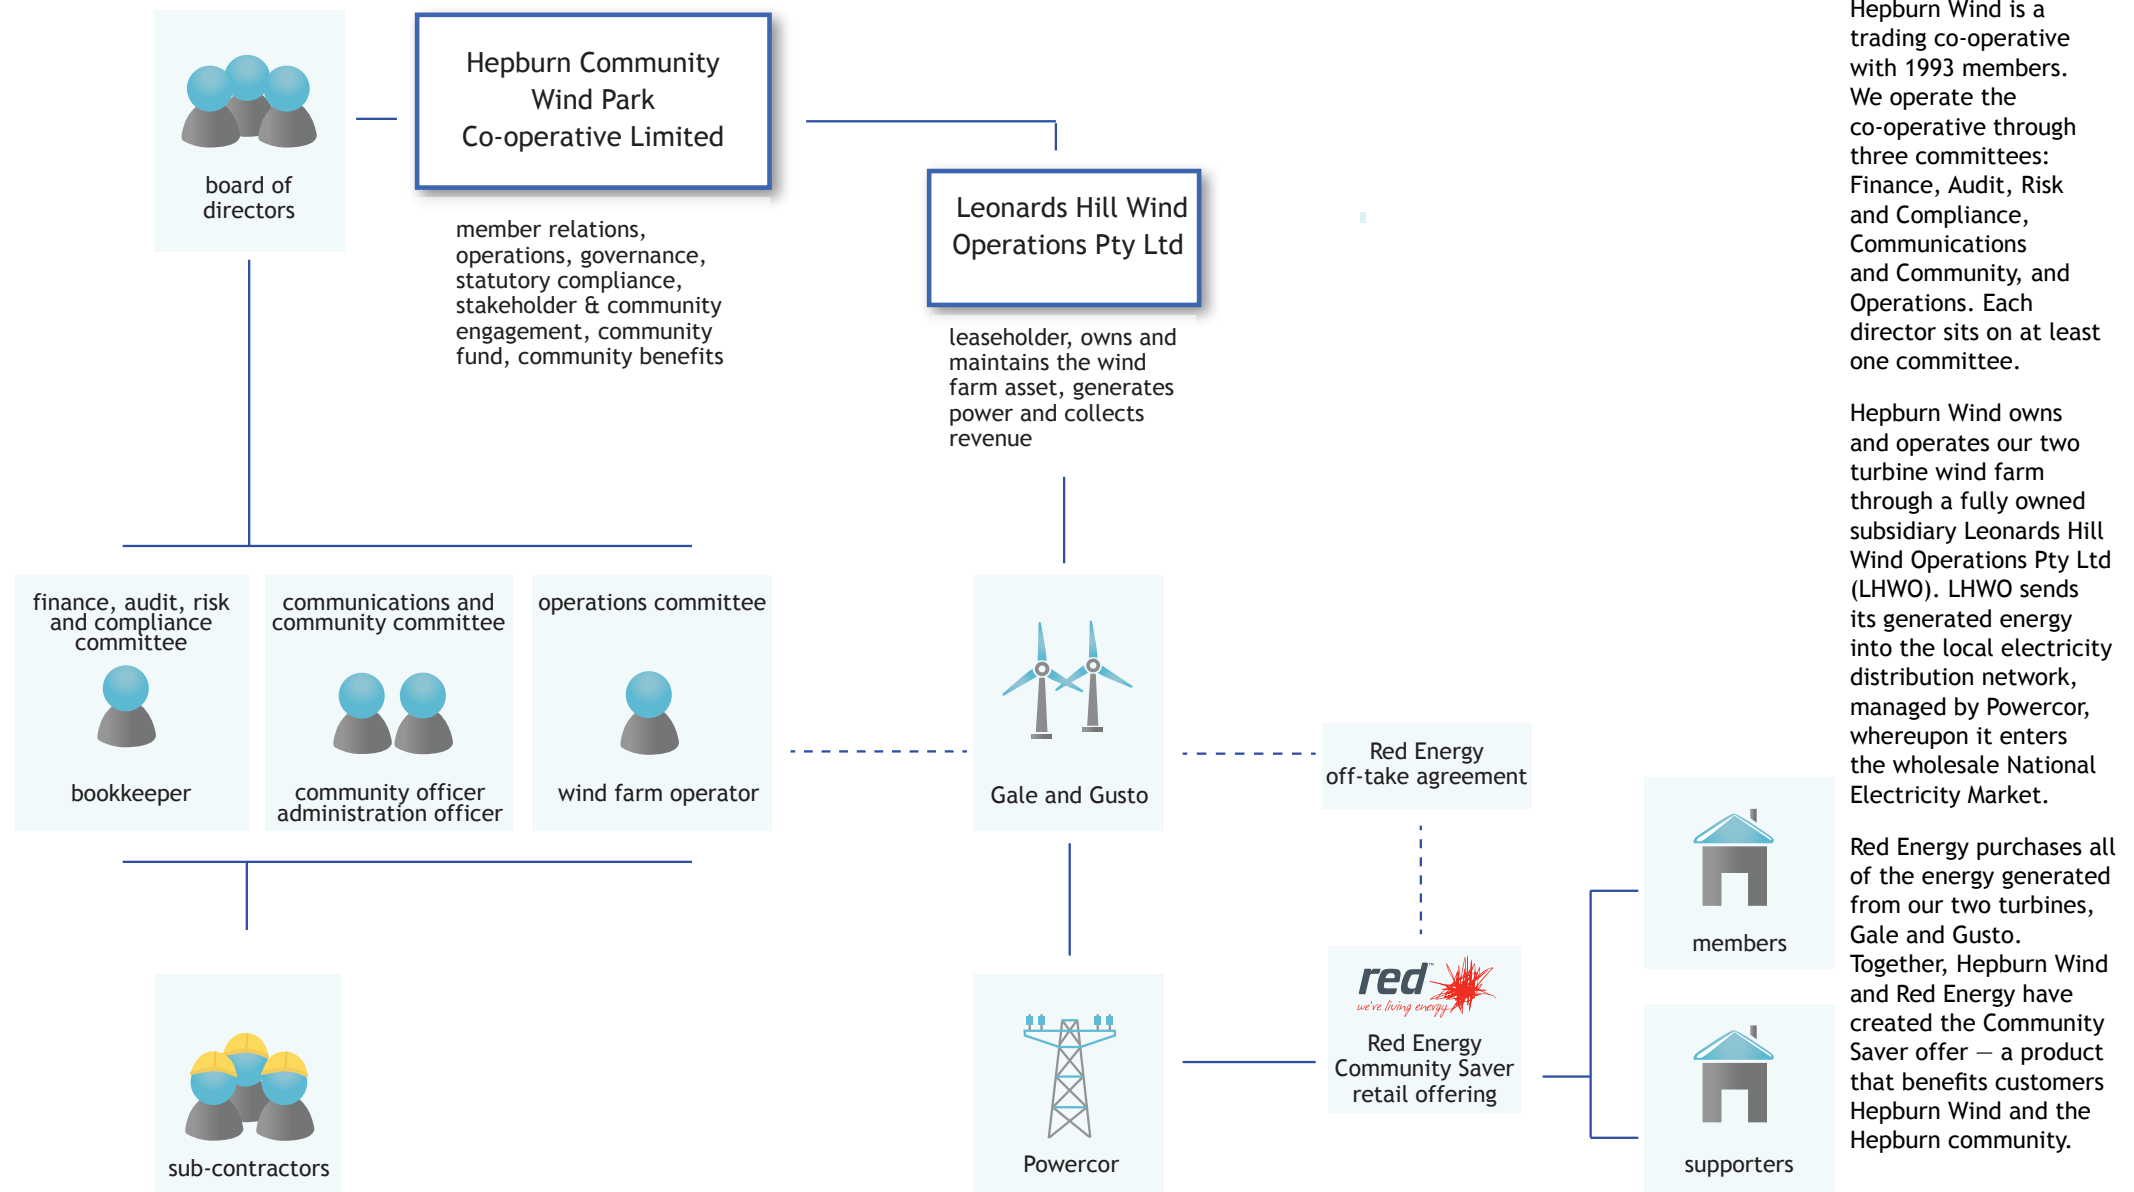 Hepburn Community
Wind Park
Co-operative Limited
board of
directors
member relations,
operations, governance,
statutory compliance,
stakeholder & community
engagement, community
fund, community benefits
Leonards Hill Wind
Operations Pty Ltd
leaseholder, owns and
maintains the wind
farm asset, generates
power and collects
revenue
finance, audit, risk
and compliance
committee
bookkeeper
communications and
community committee
community officer
administration officer
operations committee
wind farm operator
Gale and Gusto
Red Energy
off-take agreement
sub-contractors
Powercor
red™
we're living energy
Red Energy
Community Saver
retail offering
members
supporters
Hepburn Wind is a
trading co-operative
with 1993 members.
We operate the
co-operative through
three committees:
Finance, Audit, Risk
and Compliance,
Communications
and Community, and
Operations. Each
director sits on at least
one committee.
Hepburn Wind owns
and operates our two
turbine wind farm
through a fully owned
subsidiary Leonards Hill
Wind Operations Pty Ltd
(LHWO). LHWO sends
its generated energy
into the local electricity
distribution network,
managed by Powercor,
whereupon it enters
the wholesale National
Electricity Market.
Red Energy purchases all
of the energy generated
from our two turbines,
Gale and Gusto.
Together, Hepburn Wind
and Red Energy have
created the Community
Saver offer — a product
that benefits customers
Hepburn Wind and the
Hepburn community.